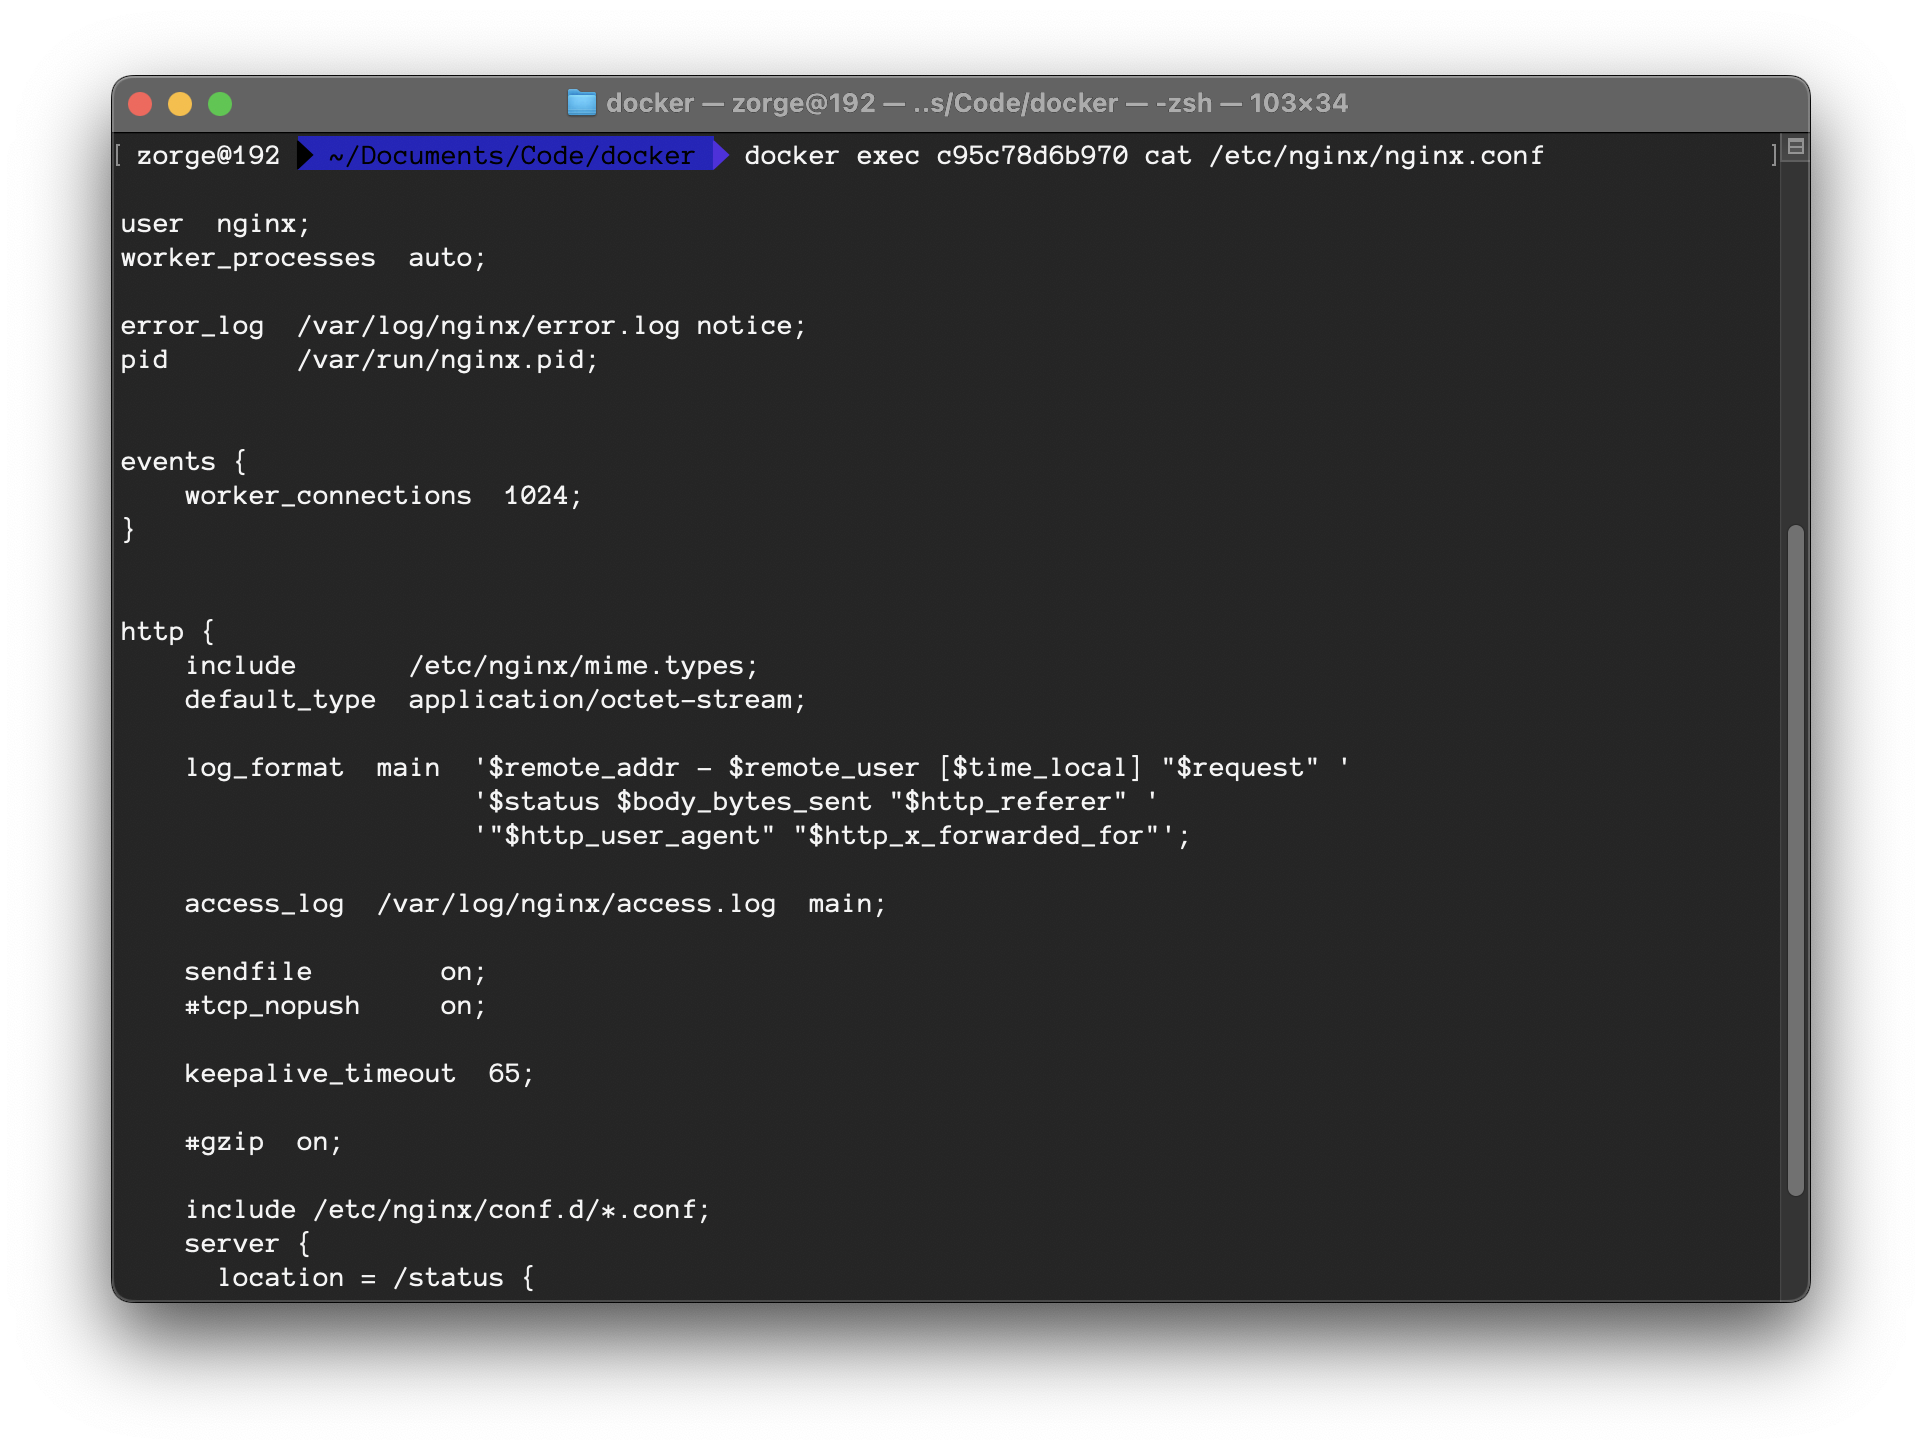 docker — zorge@192 — ..s/Code/docker — -zsh — 103×34
[ zorge@192 ~/Documents/Code/docker docker exec c95c78d6b970 cat /etc/nginx/nginx.conf ]
user  nginx;
worker_processes  auto;
error_log  /var/log/nginx/error.log notice;
pid        /var/run/nginx.pid;
events {
    worker_connections  1024;
}
http {
    include       /etc/nginx/mime.types;
    default_type  application/octet-stream;
    log_format  main  '$remote_addr - $remote_user [$time_local] "$request" '
                      '$status $body_bytes_sent "$http_referer" '
                      '"$http_user_agent" "$http_x_forwarded_for"';
    access_log  /var/log/nginx/access.log  main;
    sendfile        on;
    #tcp_nopush     on;
    keepalive_timeout  65;
    #gzip  on;
    include /etc/nginx/conf.d/*.conf;
    server {
      location = /status {